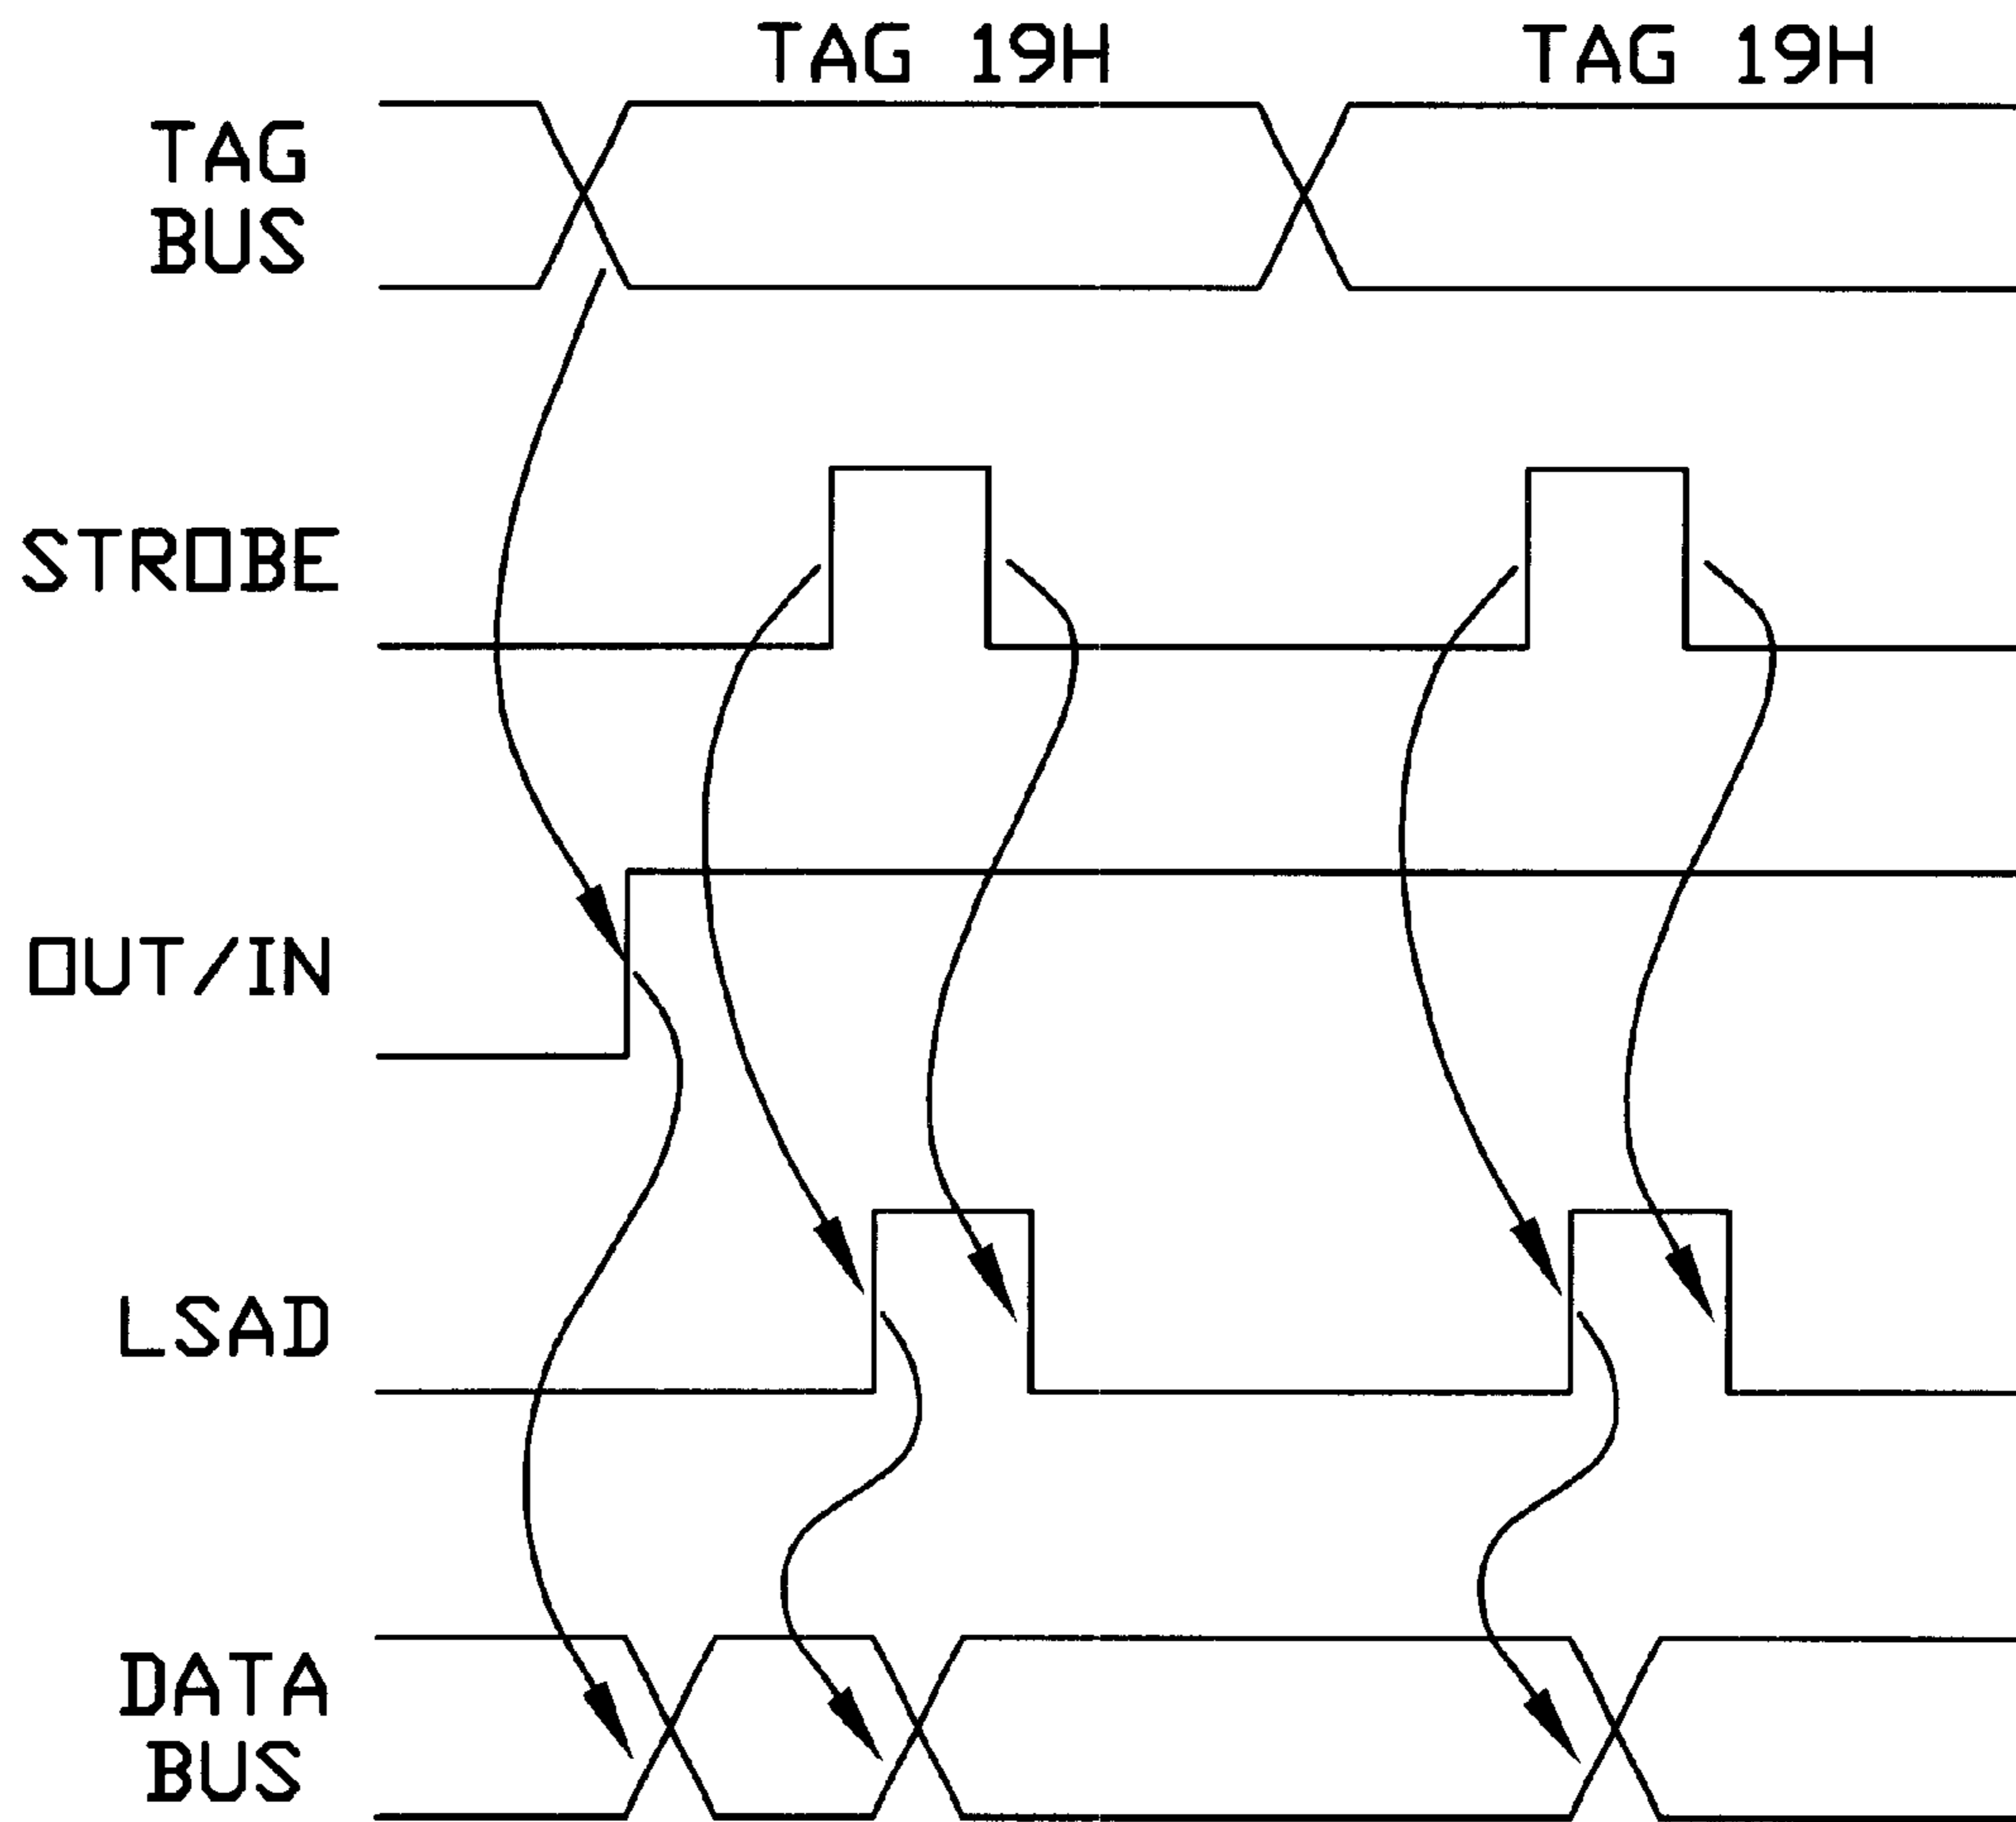 TAG 19H TAG 19H
TAG
BUS
STROBE
OUT/IN
LSAD
DATA
BUS